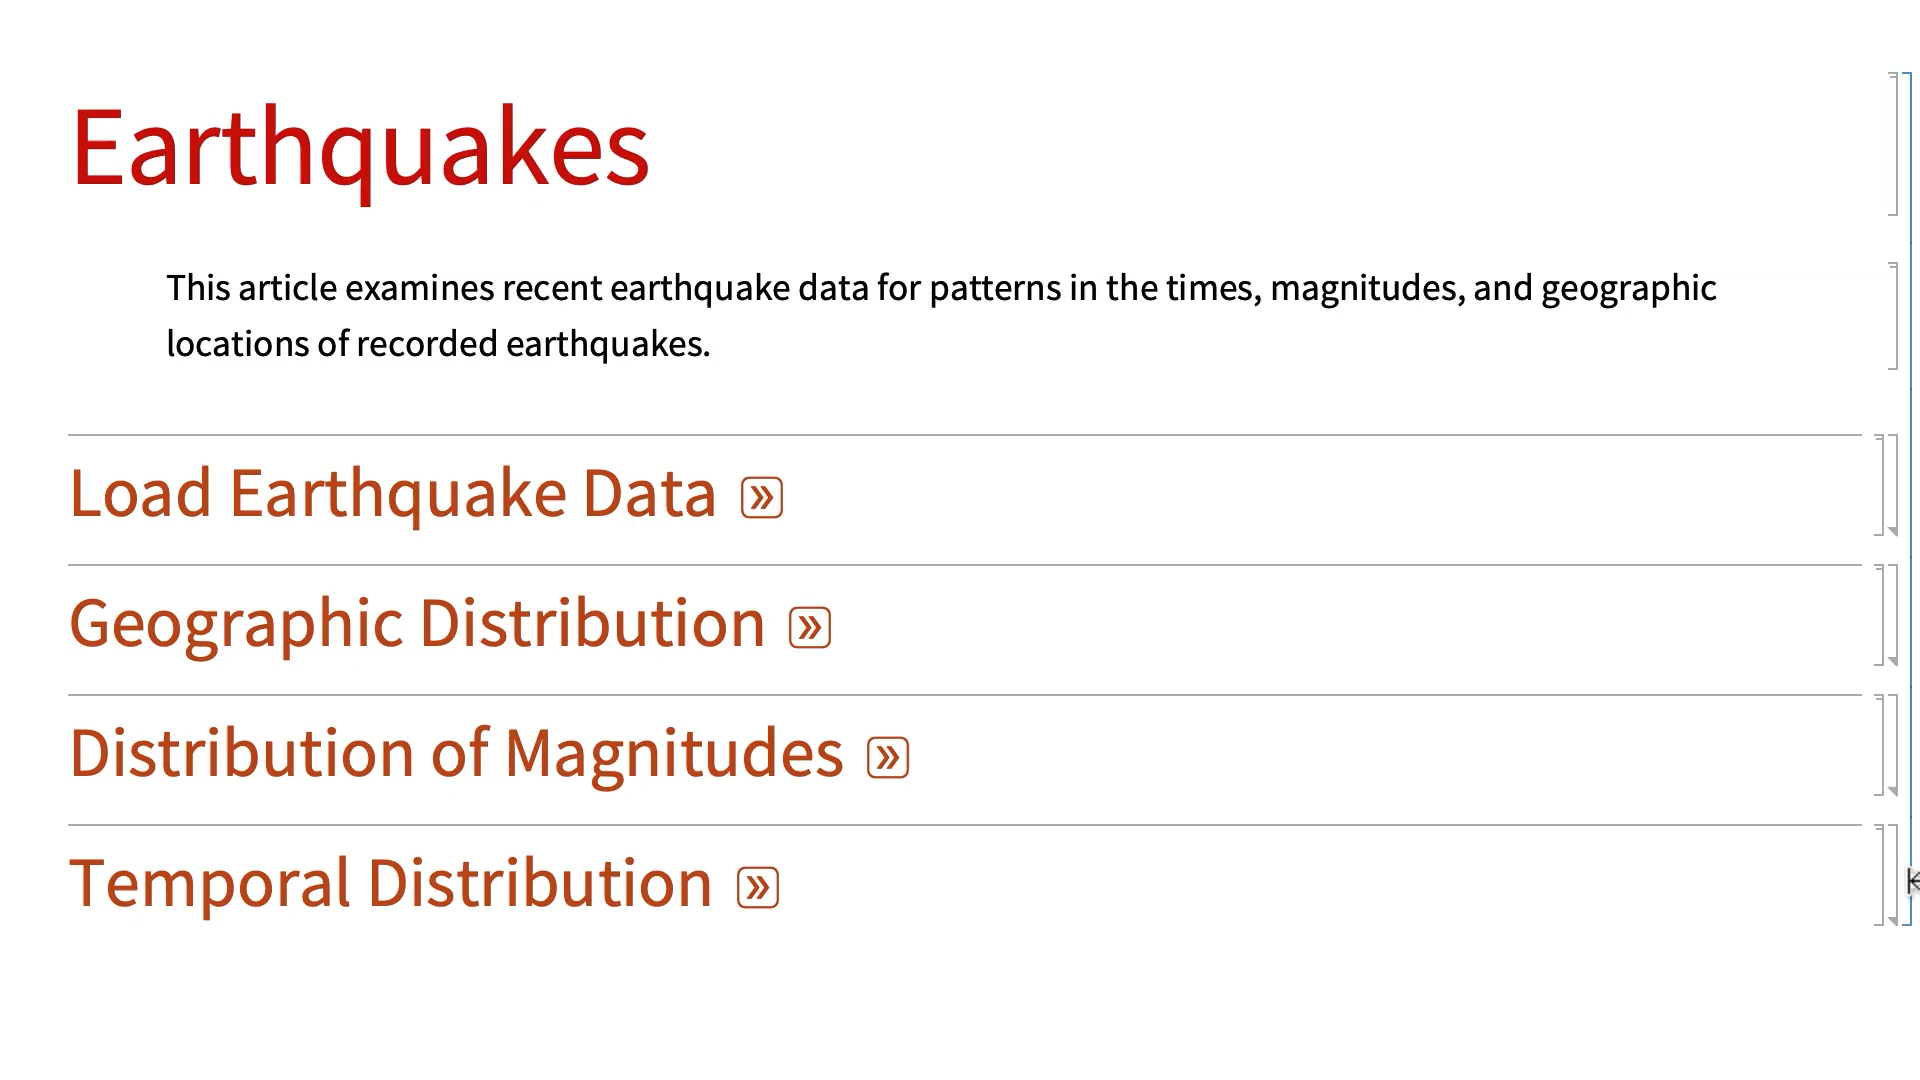 Earthquakes
This article examines recent earthquake data for patterns in the times, magnitudes, and geographic
locations of recorded earthquakes.
Load Earthquake Data »
Geographic Distribution »
Distribution of Magnitudes »
Temporal Distribution »